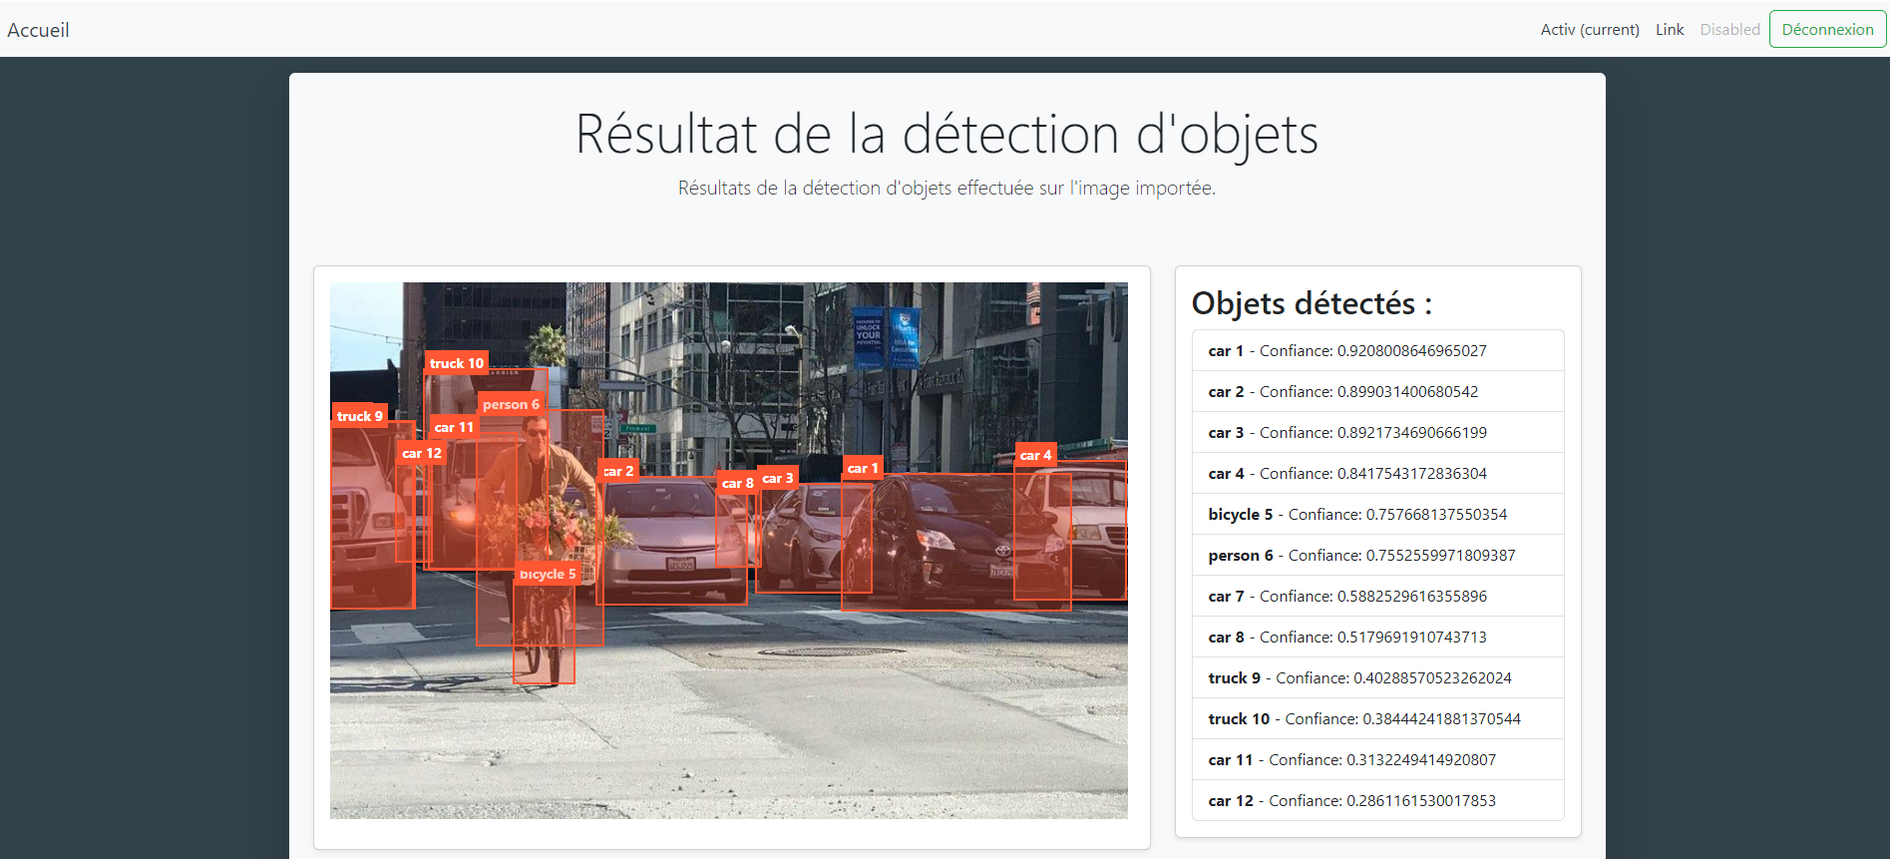 Accueil
Activ (current) Link Disabled Déconnexion
Résultat de la détection d'objets
Résultats de la détection d'objets effectuée sur l'image importée.
UNLOCK
YOUR
Wharton
truck 10
person 6
truck 9
car 11
car 12
car 2
car 8
car 3
car 1
car 4
bicycle 5
Objets détectés :
car 1 - Confiance: 0.9208008646965027
car 2 - Confiance: 0.899031400680542
car 3 - Confiance: 0.8921734690666199
car 4 - Confiance: 0.8417543172836304
bicycle 5 - Confiance: 0.757668137550354
person 6 - Confiance: 0.7552559971809387
car 7 - Confiance: 0.5882529616355896
car 8 - Confiance: 0.5179691910743713
truck 9 - Confiance: 0.40288570523262024
truck 10 - Confiance: 0.38444241881370544
car 11 - Confiance: 0.3132249414920807
car 12 - Confiance: 0.2861161530017853